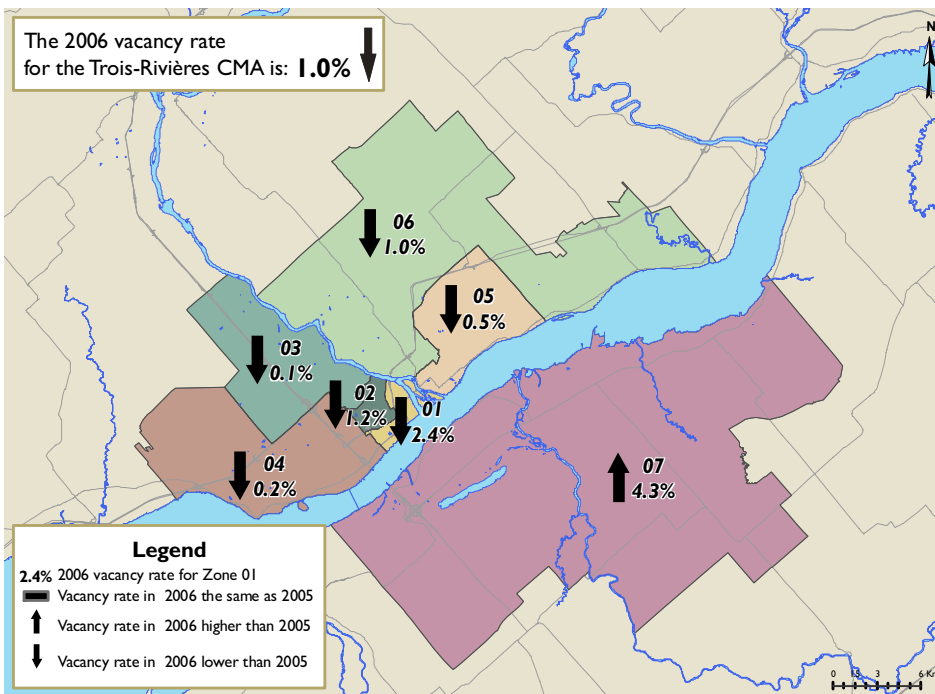 The 2006 vacancy rate
for the Trois-Rivières CMA is: 1.0%
N
06
1.0%
05
0.5%
03
0.1%
02
1.2%
01
2.4%
04
0.2%
07
4.3%
Legend
2.4% 2006 vacancy rate for Zone 01
Vacancy rate in 2006 the same as 2005
Vacancy rate in 2006 higher than 2005
Vacancy rate in 2006 lower than 2005
0 1.5 3 6 Km